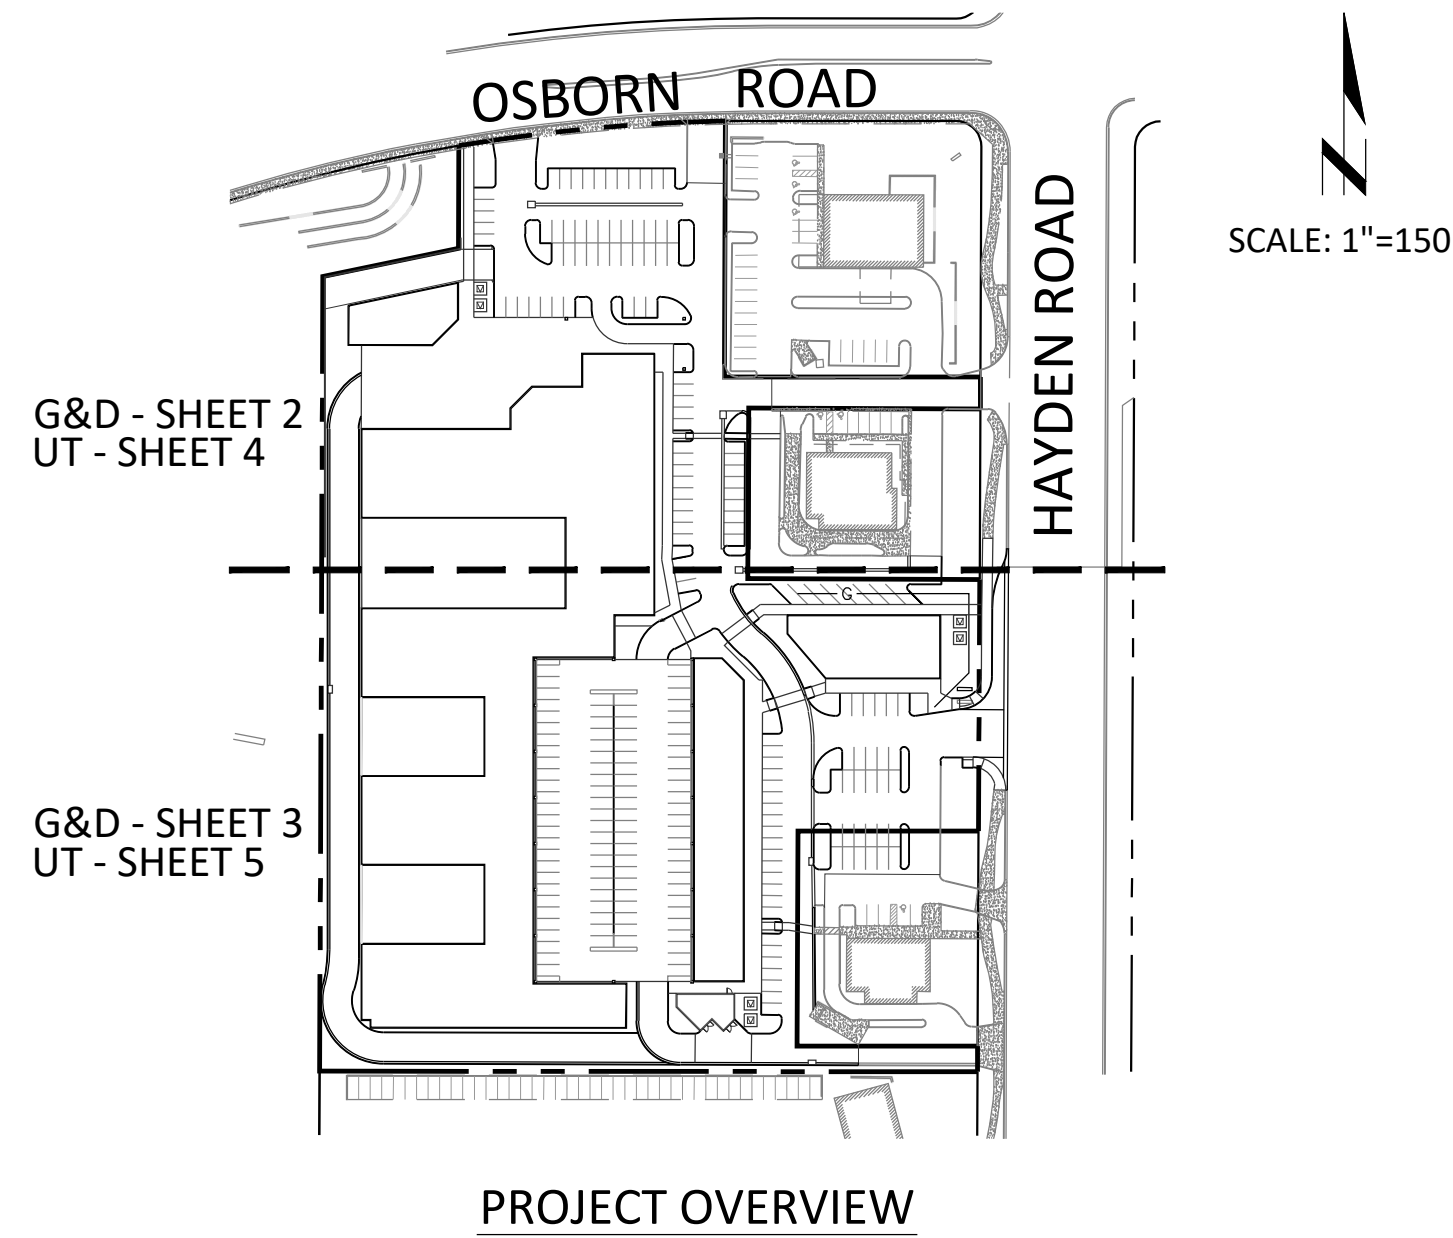 OSBORN ROAD
HAYDEN ROAD
SCALE: 1"=150
G&D - SHEET 2
UT - SHEET 4
G
G&D - SHEET 3
UT - SHEET 5
PROJECT OVERVIEW